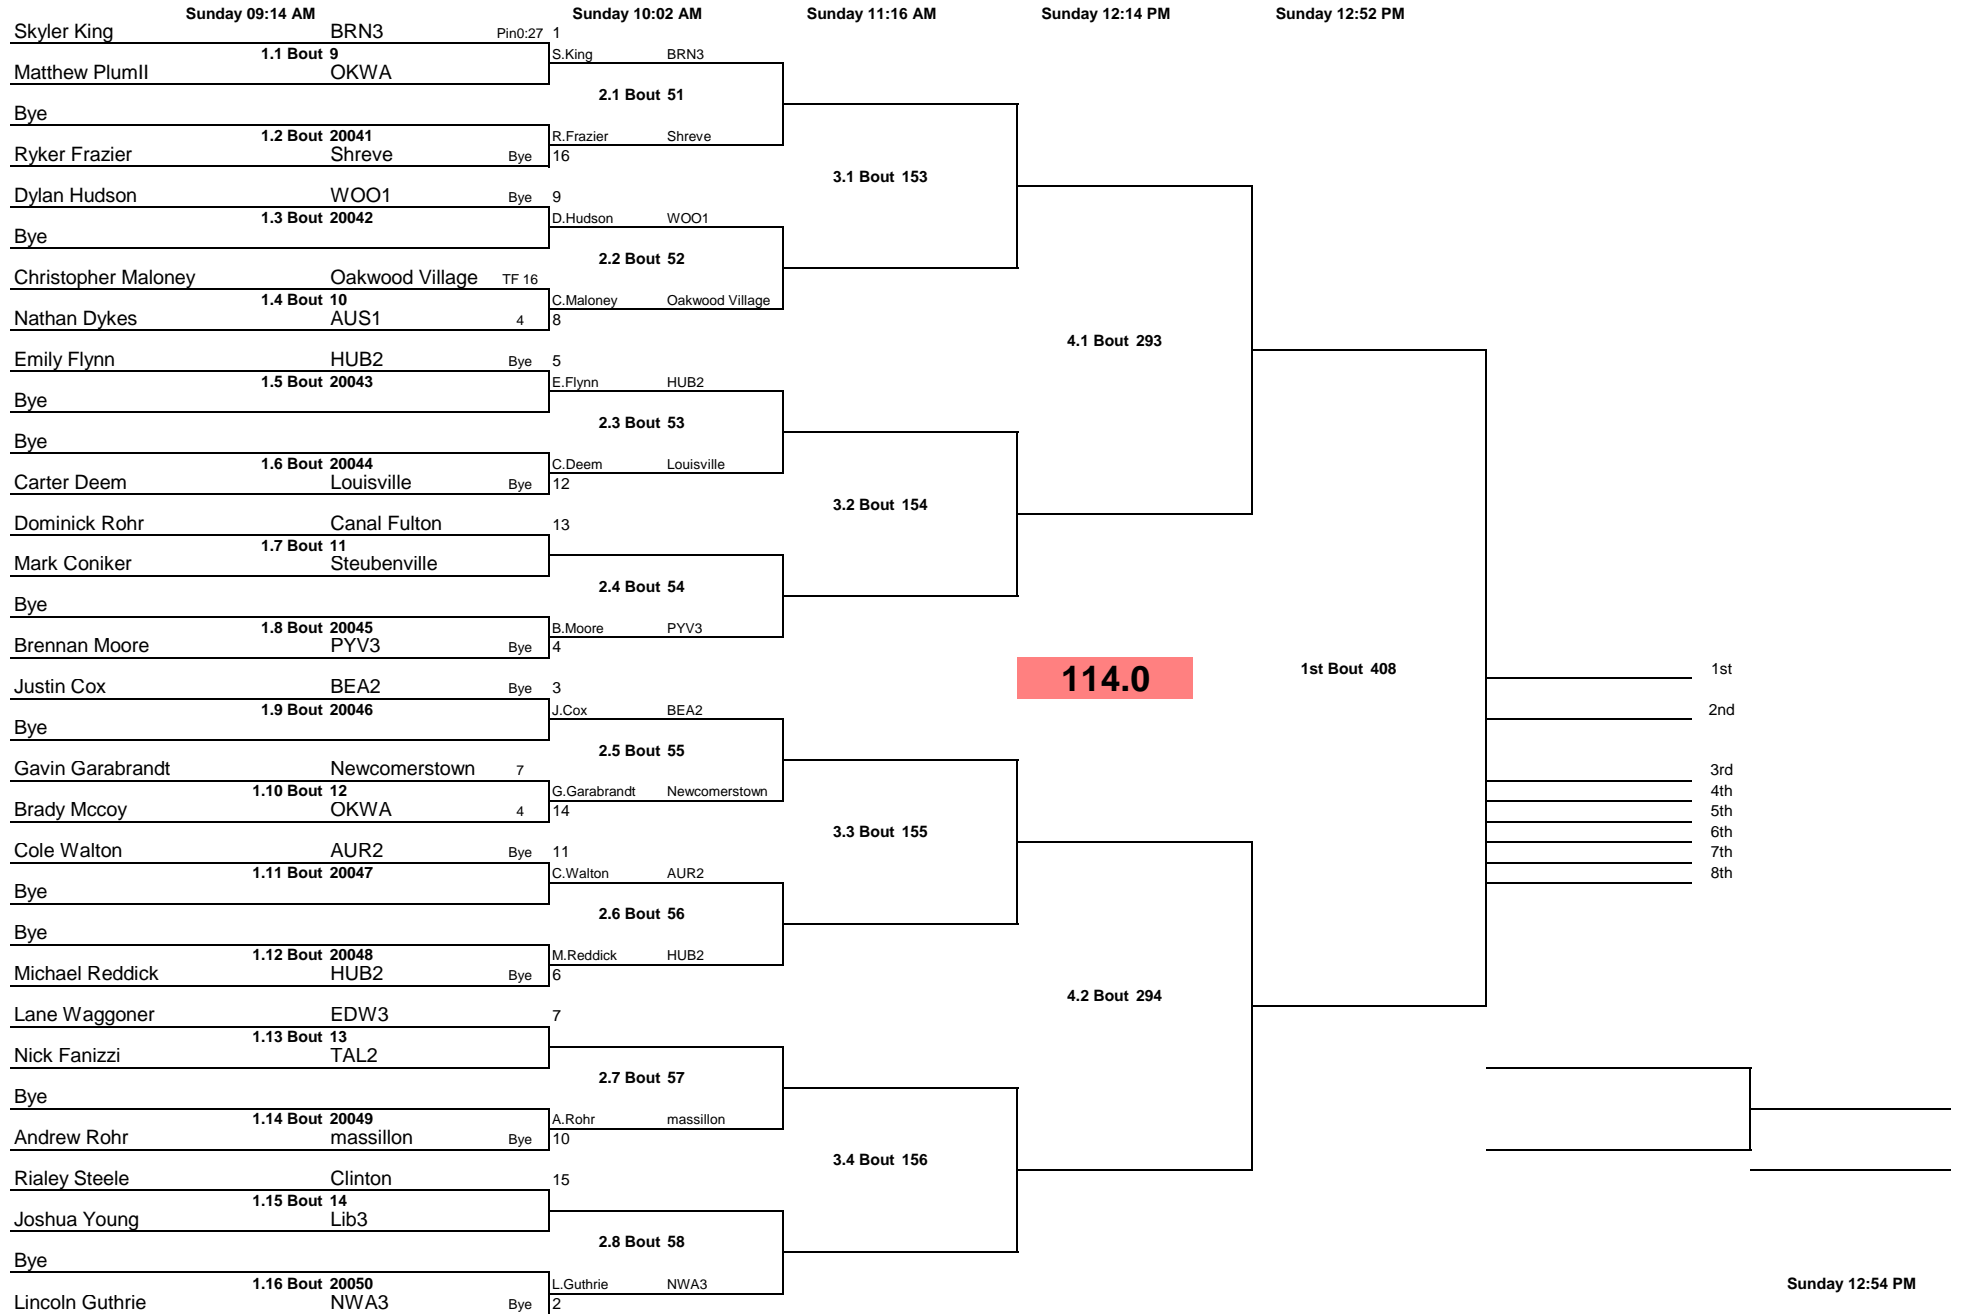 Sunday 09:14 AM Sunday 10:02 AM Sunday 11:16 AM Sunday 12:14 PM Sunday 12:52 PM
Skyler King BRN3 Pin0:27 1
1.1 Bout 9 S.King BRN3
Matthew PlumII OKWA
2.1 Bout 51
Bye
1.2 Bout 20041 R.Frazier Shreve
Ryker Frazier Shreve Bye 16
3.1 Bout 153
Dylan Hudson WOO1 Bye 9
1.3 Bout 20042 D.Hudson WOO1
Bye
2.2 Bout 52
Christopher Maloney Oakwood Village TF 16
1.4 Bout 10 C.Maloney Oakwood Village
Nathan Dykes AUS1 4 8
4.1 Bout 293
Emily Flynn HUB2 Bye 5
1.5 Bout 20043 E.Flynn HUB2
Bye
2.3 Bout 53
Bye
1.6 Bout 20044 C.Deem Louisville
Carter Deem Louisville Bye 12
3.2 Bout 154
Dominick Rohr Canal Fulton 13
1.7 Bout 11
Mark Coniker Steubenville
2.4 Bout 54
Bye
1.8 Bout 20045 B.Moore PYV3
Brennan Moore PYV3 Bye 4
114.0 1st Bout 408 1st
Justin Cox BEA2 Bye 3
1.9 Bout 20046 J.Cox BEA2 2nd
Bye
2.5 Bout 55
Gavin Garabrandt Newcomerstown 7 3rd
1.10 Bout 12 G.Garabrandt Newcomerstown 4th
Brady Mccoy OKWA 4 14 5th
3.3 Bout 155 6th
Cole Walton AUR2 Bye 11 7th
1.11 Bout 20047 C.Walton AUR2 8th
Bye
2.6 Bout 56
Bye
1.12 Bout 20048 M.Reddick HUB2
Michael Reddick HUB2 Bye 6
4.2 Bout 294
Lane Waggoner EDW3 7
1.13 Bout 13
Nick Fanizzi TAL2
2.7 Bout 57
Bye
1.14 Bout 20049 A.Rohr massillon
Andrew Rohr massillon Bye 10
3.4 Bout 156
Rialey Steele Clinton 15
1.15 Bout 14
Joshua Young Lib3
2.8 Bout 58
Bye
1.16 Bout 20050 L.Guthrie NWA3 Sunday 12:54 PM
Lincoln Guthrie NWA3 Bye 2